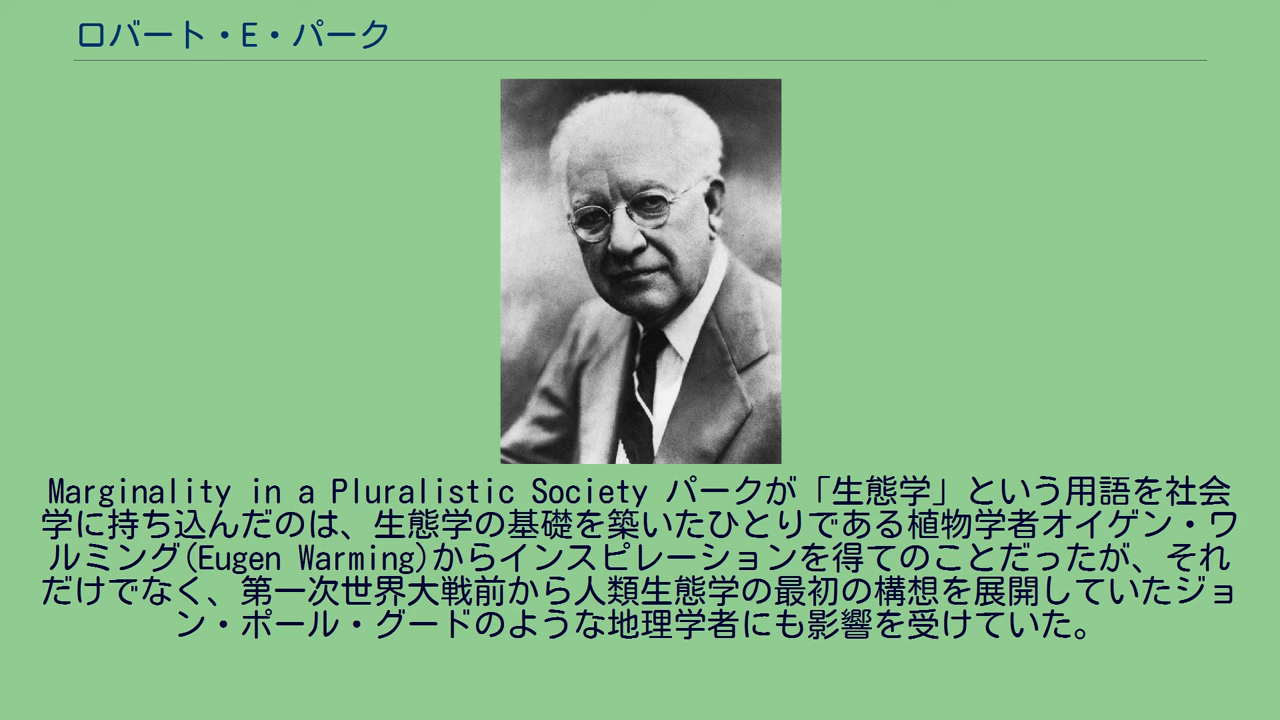 ロバート・E・パーク
Marginality in a Pluralistic Society パークが「生態学」という用語を社会
学に持ち込んだのは、生態学の基礎を築いたひとりである植物学者オイゲン・ワ
ルミング(Eugen Warming)からインスピレーションを得てのことだったが、それ
だけでなく、第一次世界大戦前から人類生態学の最初の構想を展開していたジョ
ン・ポール・グードのような地理学者にも影響を受けていた。